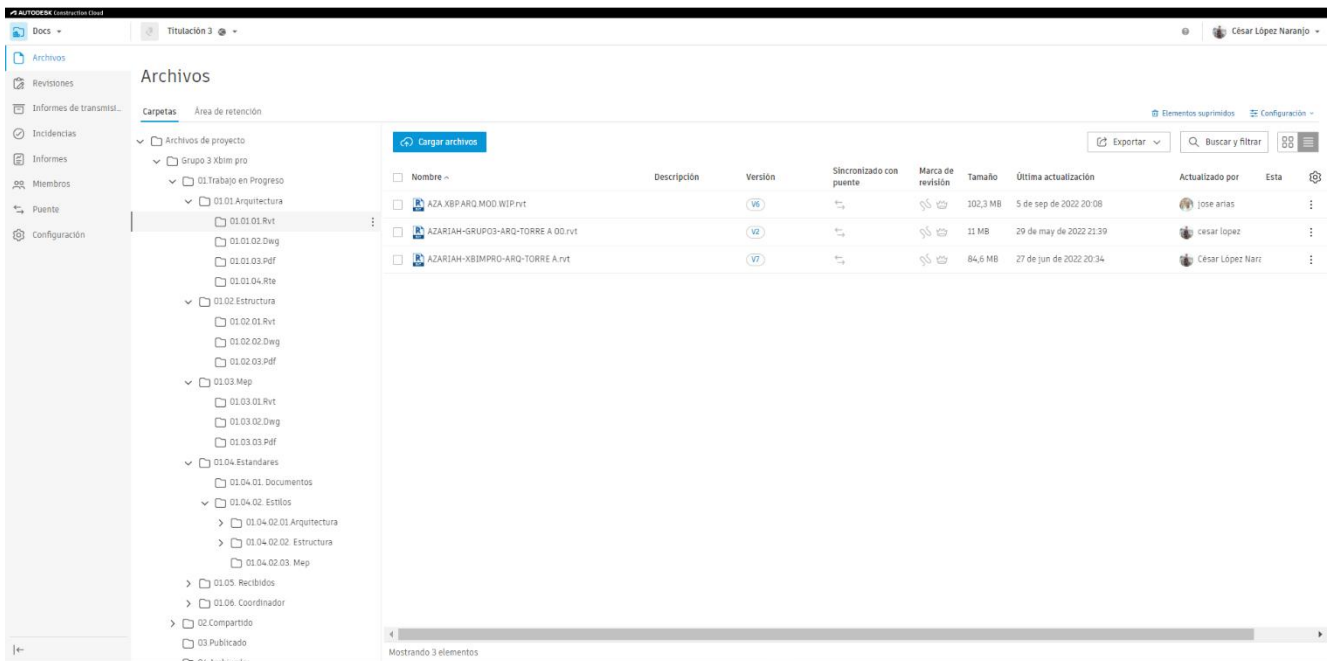 AUTODESK Construction Cloud
Docs
Titulación 3
César López Naranjo
Archivos
Revisiones
Informes de transmisi...
Incidencias
Informes
Miembros
Puente
Configuración
Archivos
Carpetas Área de retención
Elementos suprimidos Configuración
Archivos de proyecto
Grupo 3 Xbim pro
01.Trabajo en Progreso
01.01.Arquitectura
01.01.01.Rvt
01.01.02.Dwg
01.01.03.Pdf
01.01.04.Rte
01.02.Estructura
01.02.01.Rvt
01.02.02.Dwg
01.02.03.Pdf
01.03.Mep
01.03.01.Rvt
01.03.02.Dwg
01.03.03.Pdf
01.04.Estandares
01.04.01. Documentos
01.04.02. Estilos
01.04.02.01.Arquitectura
01.04.02.02. Estructura
01.04.02.03. Mep
01.05. Recibidos
01.06. Coordinador
02.Compartido
03.Publicado
Cargar archivos
Exportar
Buscar y filtrar
Nombre Descripción Versión Sincronizado con puente Marca de revisión Tamaño Última actualización Actualizado por Esta
AZA.XBP.ARQ.MOD.WIP.rvt V6 102,3 MB 5 de sep de 2022 20:08 jose arias
AZARIAH-GRUPO3-ARQ-TORRE A 00.rvt V2 11 MB 29 de may de 2022 21:39 cesar lopez
AZARIAH-XBIMPRO-ARQ-TORRE A.rvt V7 84,6 MB 27 de jun de 2022 20:34 César López Nara
Mostrando 3 elementos